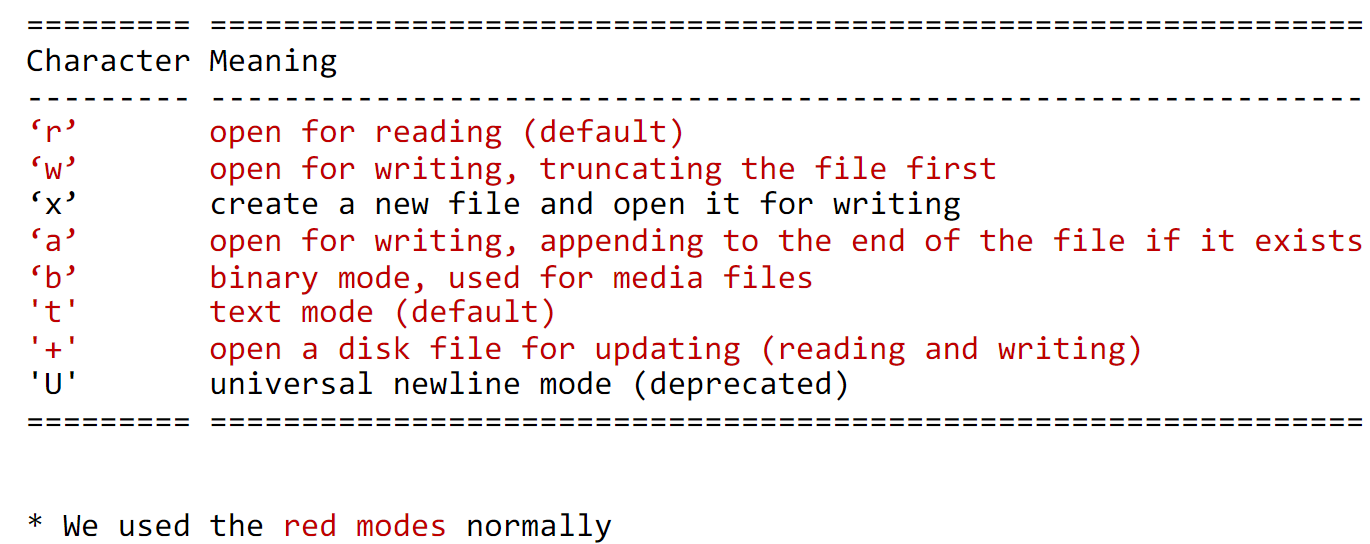 ========= ===============================================================
Character Meaning
--------- ---------------------------------------------------------------
‘r’       open for reading (default)
‘w’       open for writing, truncating the file first
‘x’       create a new file and open it for writing
‘a’       open for writing, appending to the end of the file if it exists
‘b’       binary mode, used for media files
't'       text mode (default)
'+'       open a disk file for updating (reading and writing)
'U'       universal newline mode (deprecated)
========= ===============================================================
* We used the red modes normally